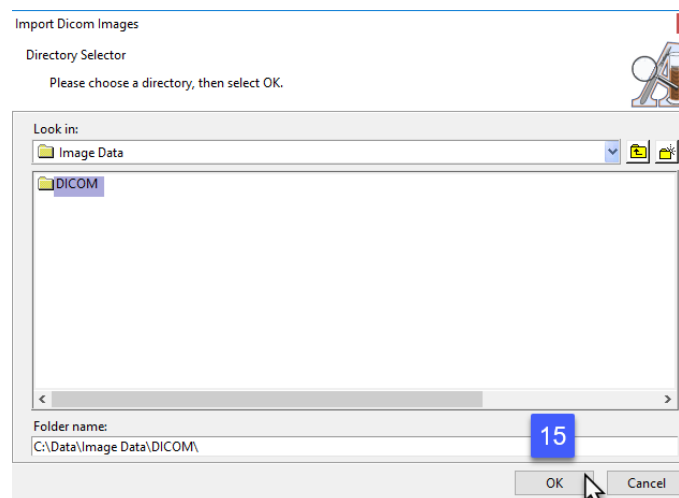 Import Dicom Images
Directory Selector
Please choose a directory, then select OK.
Look in:
Image Data
DICOM
Folder name:
C:\Data\Image Data\DICOM\
15
OK
Cancel